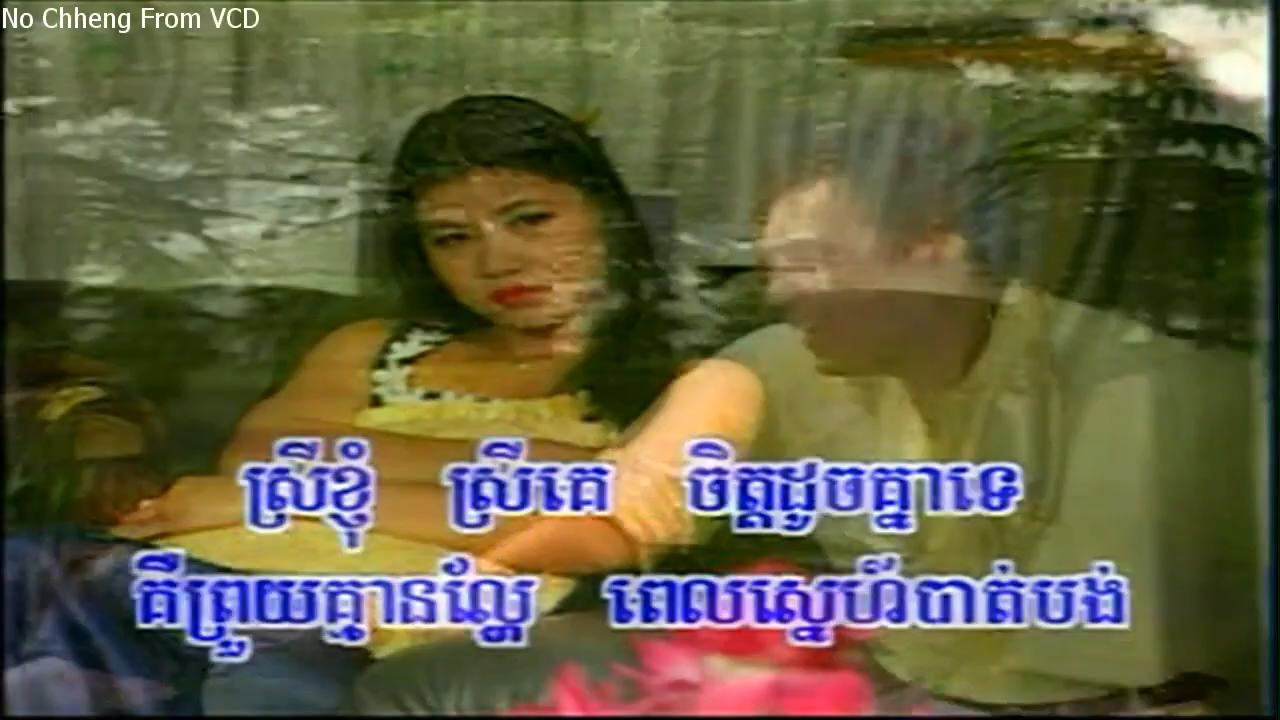 No Chheng From VCD
ស្រីខ្ញុំ ស្រីគេ ចិត្តដូចគ្នាទេ
គឺព្រួយគ្មានល្ហែ ពេលស្នេហ៍បាត់បង់